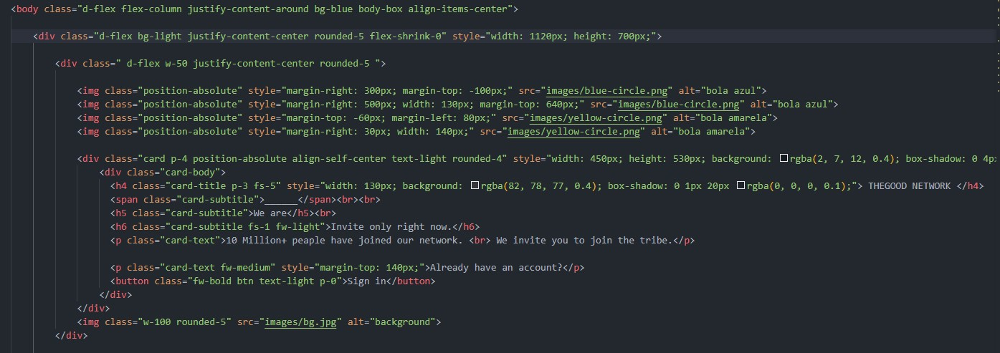 <body class="d-flex flex-column justify-content-around bg-blue body-box align-items-center">
<div class="d-flex bg-light justify-content-center rounded-5 flex-shrink-0" style="width: 1120px; height: 700px;">
<div class=" d-flex w-50 justify-content-center rounded-5 ">
<img class="position-absolute" style="margin-right: 300px; margin-top: -100px;" src="images/blue-circle.png" alt="bola azul">
<img class="position-absolute" style="margin-right: 500px; width: 130px; margin-top: 640px;" src="images/blue-circle.png" alt="bola azul">
<img class="position-absolute" style="margin-top: -60px; margin-left: 80px;" src="images/yellow-circle.png" alt="bola amarela">
<img class="position-absolute" style="margin-right: 30px; width: 140px;" src="images/yellow-circle.png" alt="bola amarela">
<div class="card p-4 position-absolute align-self-center text-light rounded-4" style="width: 450px; height: 530px; background: rgba(2, 7, 12, 0.4); box-shadow: 0 4p
<div class="card-body">
<h4 class="card-title p-3 fs-5" style="width: 130px; background: rgba(82, 78, 77, 0.4); box-shadow: 0 1px 20px rgba(0, 0, 0, 0.1);"> THEGOOD NETWORK </h4>
<span class="card-subtitle">______</span><br><br>
<h5 class="card-subtitle">We are</h5><br>
<h6 class="card-subtitle fs-1 fw-light">Invite only right now.</h6>
<p class="card-text">10 Million+ peaple have joined our network. <br> We invite you to join the tribe.</p>
<p class="card-text fw-medium" style="margin-top: 140px;">Already have an account?</p>
<button class="fw-bold btn text-light p-0">Sign in</button>
</div>
</div>
<img class="w-100 rounded-5" src="images/bg.jpg" alt="background">
</div>